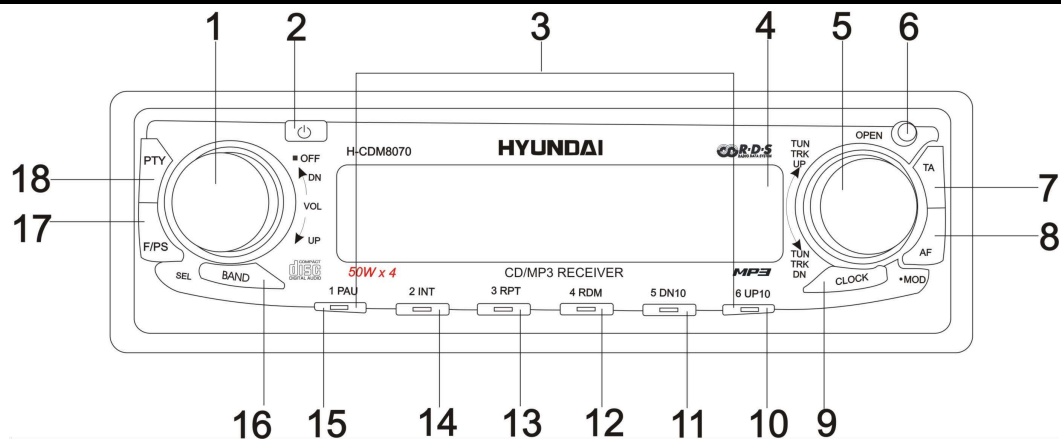 1 2 3 4 5 6
OPEN
H-CDM8070 HYUNDAI R·D·S
RADIO DATA SYSTEM
PTY
■ OFF
DN
VOL
UP
TUN
TRK
UP
TA
18
7
17
8
F/PS
AF
TUN
TRK
DN
SEL BAND
COMPACT
disc
DIGITAL AUDIO
50W x 4 CD/MP3 RECEIVER MP3
CLOCK •MOD
1 PAU 2 INT 3 RPT 4 RDM 5 DN10 6 UP10
16 15 14 13 12 11 10 9